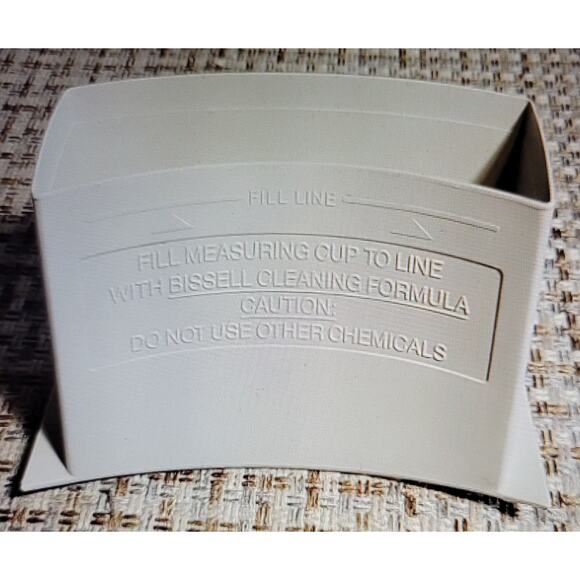 FILL LINE
FILL MEASURING CUP TO LINE
WITH BISSELL CLEANING FORMULA
CAUTION:
DO NOT USE OTHER CHEMICALS